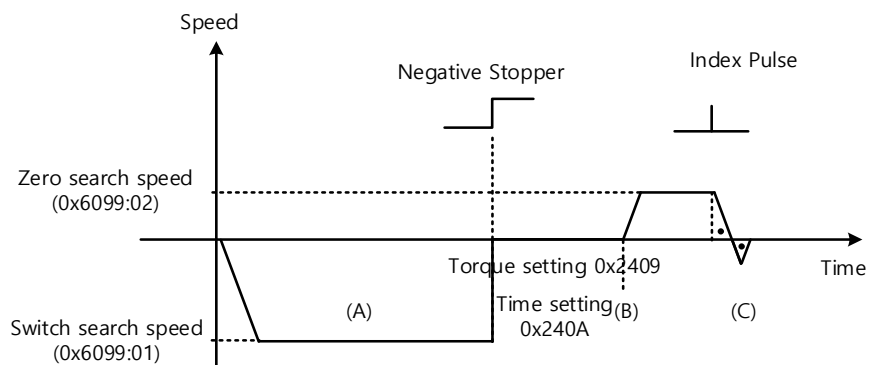 Speed
Negative Stopper
Index Pulse
Zero search speed
(0x6099:02)
Torque setting 0x2409
Time
Switch search speed
(0x6099:01)
(A)
Time setting
0x240A
(B)
(C)